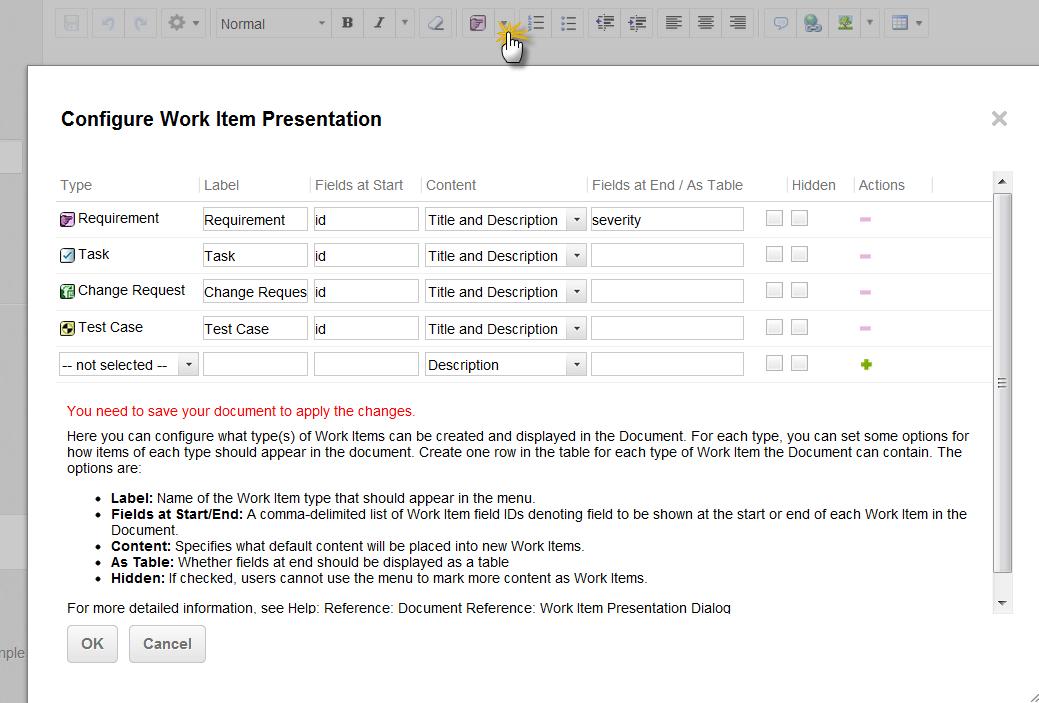 Normal
B
I
Configure Work Item Presentation
Type Label Fields at Start Content Fields at End / As Table Hidden Actions
Requirement Requirement id Title and Description severity
Task Task id Title and Description
Change Request Change Reques id Title and Description
Test Case Test Case id Title and Description
-- not selected -- Description
You need to save your document to apply the changes.
Here you can configure what type(s) of Work Items can be created and displayed in the Document. For each type, you can set some options for
how items of each type should appear in the document. Create one row in the table for each type of Work Item the Document can contain. The
options are:
• Label: Name of the Work Item type that should appear in the menu.
• Fields at Start/End: A comma-delimited list of Work Item field IDs denoting field to be shown at the start or end of each Work Item in the
Document.
• Content: Specifies what default content will be placed into new Work Items.
• As Table: Whether fields at end should be displayed as a table
• Hidden: If checked, users cannot use the menu to mark more content as Work Items.
For more detailed information, see Help: Reference: Document Reference: Work Item Presentation Dialog
OK Cancel
nple